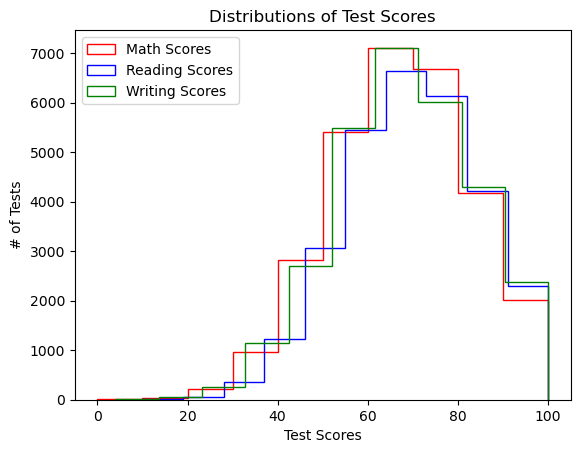 Distributions of Test Scores
Math Scores
Reading Scores
Writing Scores
# of Tests
7000
6000
5000
4000
3000
2000
1000
0
0 20 40 60 80 100
Test Scores